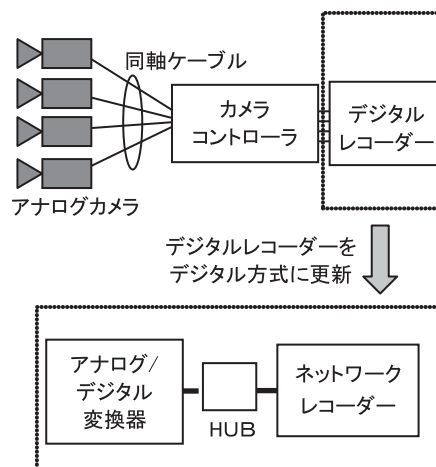 同軸ケーブル
カメラ
コントローラ
デジタル
レコーダー
アナログカメラ
デジタルレコーダーを
デジタル方式に更新
アナログ/
デジタル
変換器
HUB
ネットワーク
レコーダー